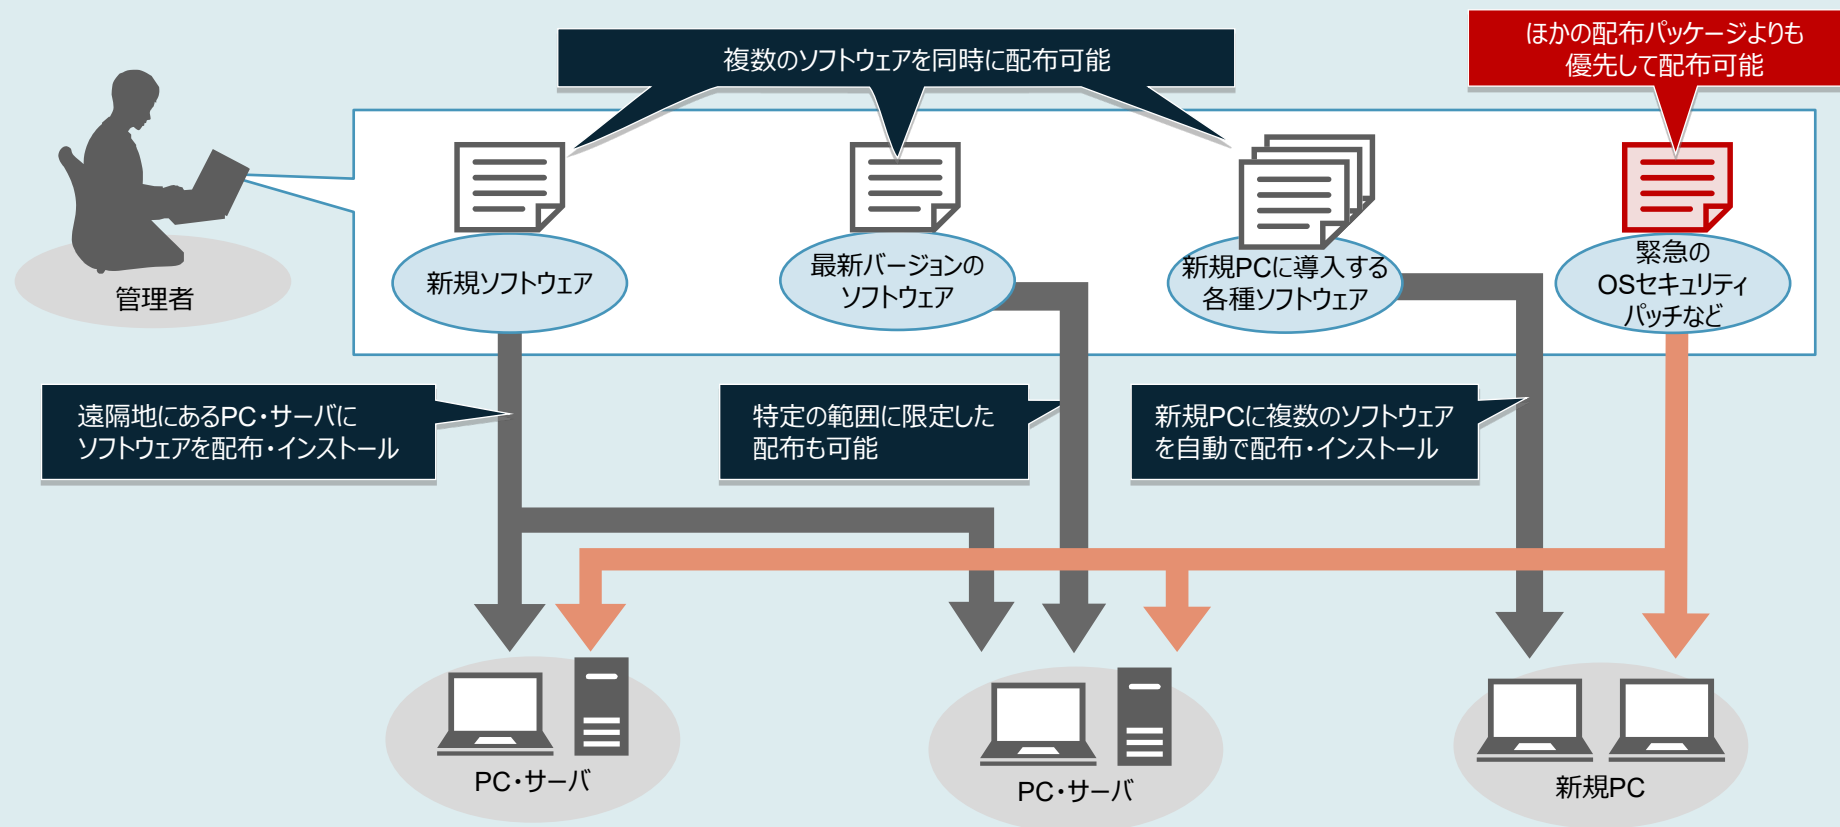 複数のソフトウェアを同時に配布可能
ほかの配布パッケージよりも
優先して配布可能
管理者
新規ソフトウェア
最新バージョンの
ソフトウェア
新規PCに導入する
各種ソフトウェア
緊急の
OSセキュリティ
パッチなど
遠隔地にあるPC・サーバに
ソフトウェアを配布・インストール
特定の範囲に限定した
配布も可能
新規PCに複数のソフトウェア
を自動で配布・インストール
PC・サーバ
PC・サーバ
新規PC